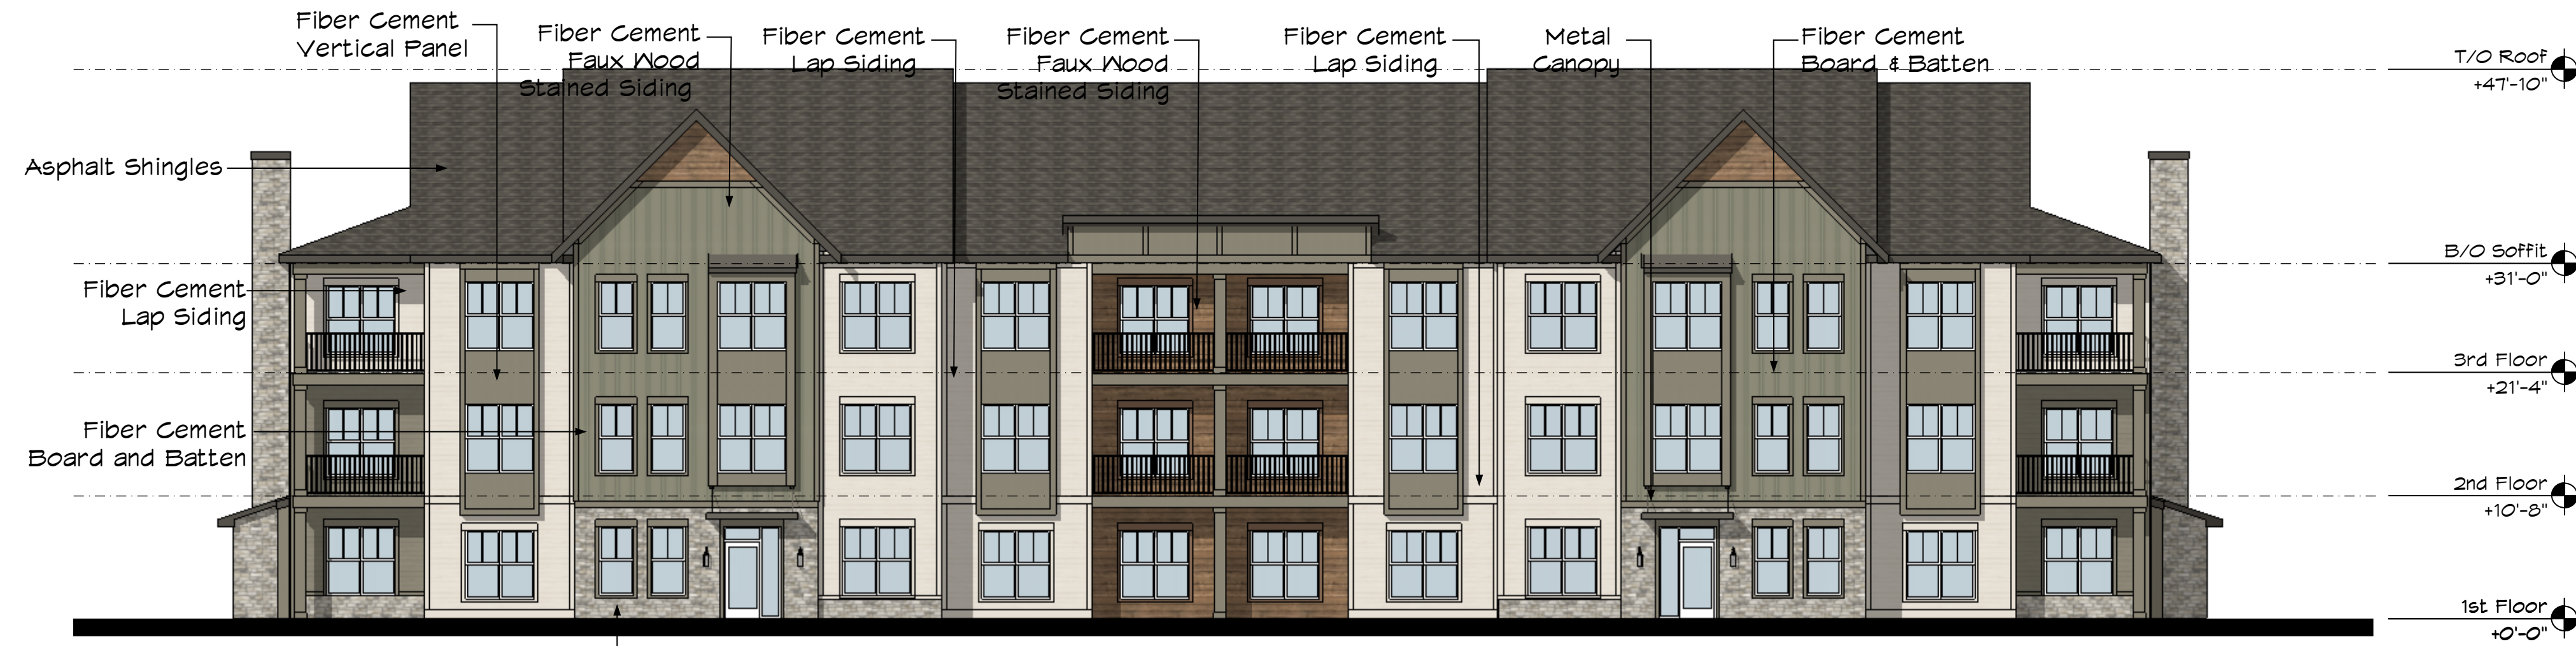 Fiber Cement
Vertical Panel
Fiber Cement
Faux Wood
Stained Siding
Fiber Cement
Lap Siding
Fiber Cement
Faux Wood
Stained Siding
Fiber Cement
Lap Siding
Metal
Canopy
Fiber Cement
Board & Batten
T/O Roof
+47'-10"
Asphalt Shingles
B/O Soffit
+31'-0"
Fiber Cement
Lap Siding
3rd Floor
+21'-4"
Fiber Cement
Board and Batten
2nd Floor
+10'-8"
1st Floor
+0'-0"